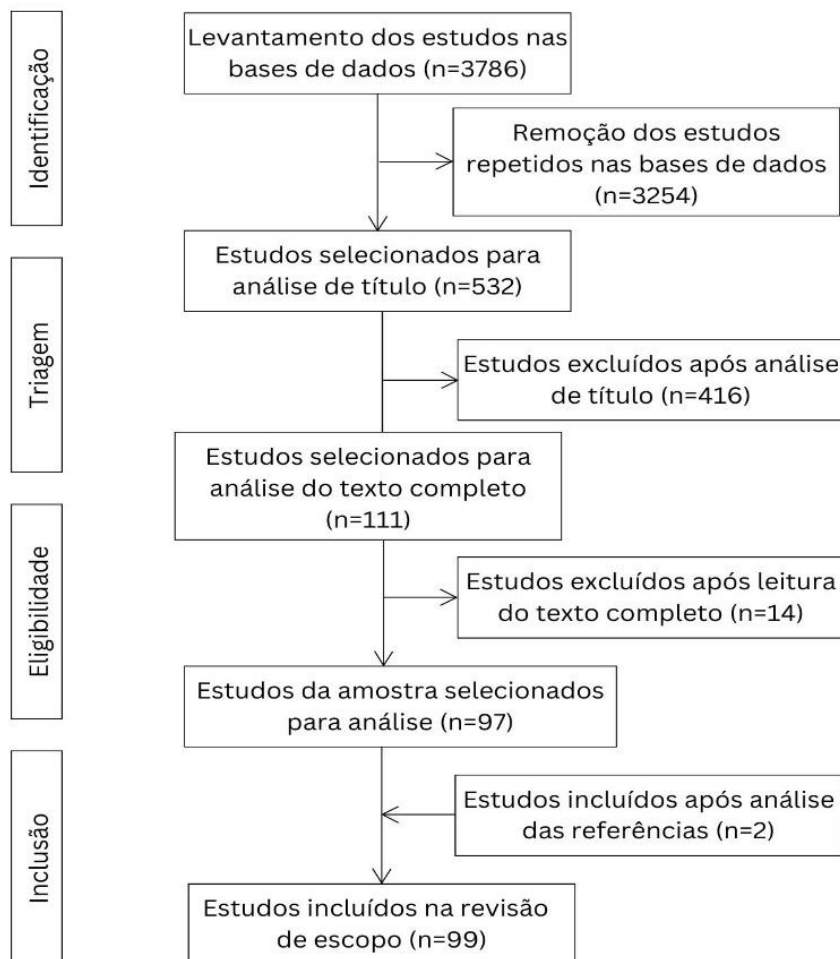 Identificação
Levantamento dos estudos nas
bases de dados (n=3786)
Remoção dos estudos
repetidos nas bases de dados
(n=3254)
Triagem
Estudos selecionados para
análise de título (n=532)
Estudos excluídos após análise
de título (n=416)
Estudos selecionados para
análise do texto completo
(n=111)
Eligibilidade
Estudos excluídos após leitura
do texto completo (n=14)
Estudos da amostra selecionados
para análise (n=97)
Inclusão
Estudos incluídos após análise
das referências (n=2)
Estudos incluídos na revisão
de escopo (n=99)